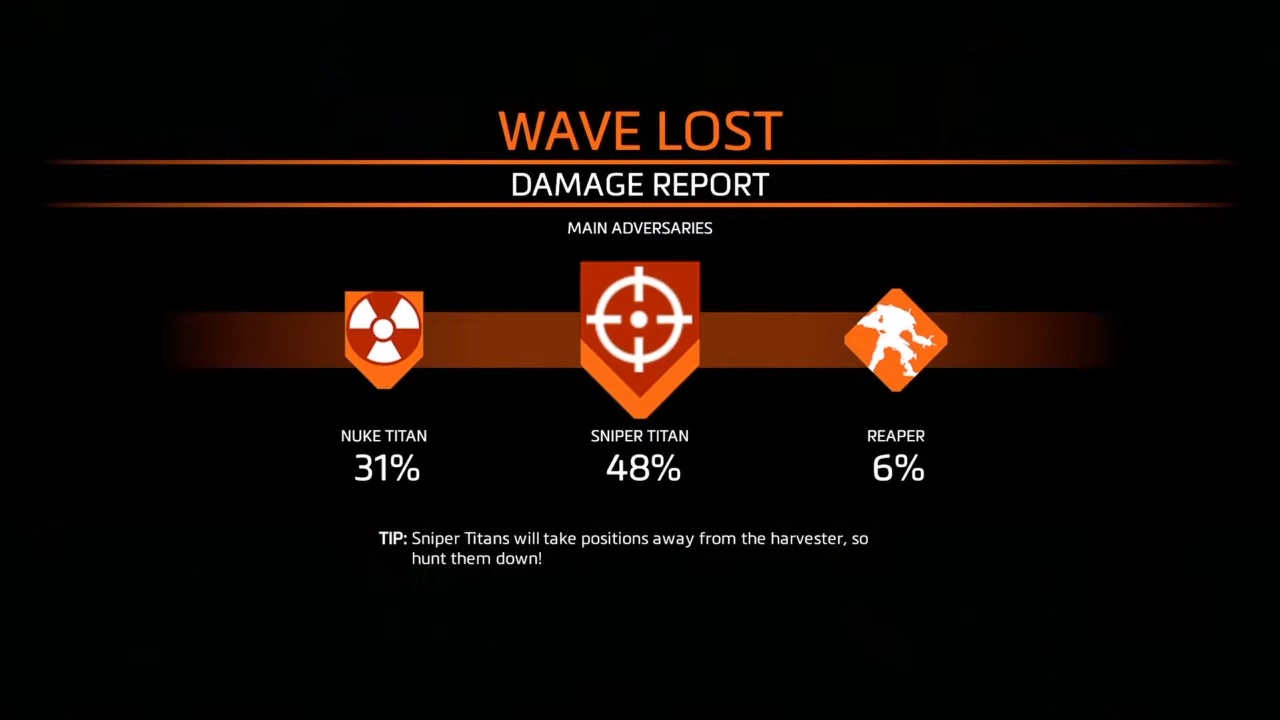 WAVE LOST
DAMAGE REPORT
MAIN ADVERSARIES
NUKE TITAN
31%
SNIPER TITAN
48%
REAPER
6%
TIP: Sniper Titans will take positions away from the harvester, so
hunt them down!